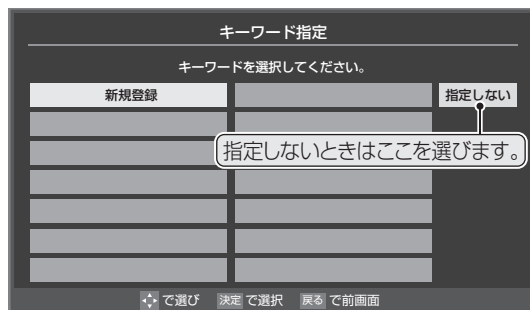 キーワード指定
キーワードを選択してください。
新規登録
指定しない
指定しないときはここを選びます。
で選び 決定 で選択 戻る で前画面